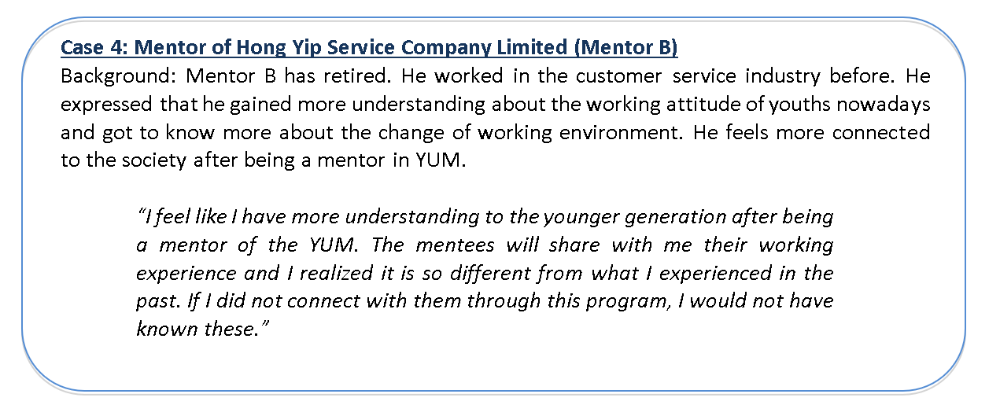 Case 4: Mentor of Hong Yip Service Company Limited (Mentor B)
Background: Mentor B has retired. He worked in the customer service industry before. He
expressed that he gained more understanding about the working attitude of youths nowadays
and got to know more about the change of working environment. He feels more connected
to the society after being a mentor in YUM.
“I feel like I have more understanding to the younger generation after being
a mentor of the YUM. The mentees will share with me their working
experience and I realized it is so different from what I experienced in the
past. If I did not connect with them through this program, I would not have
known these.”